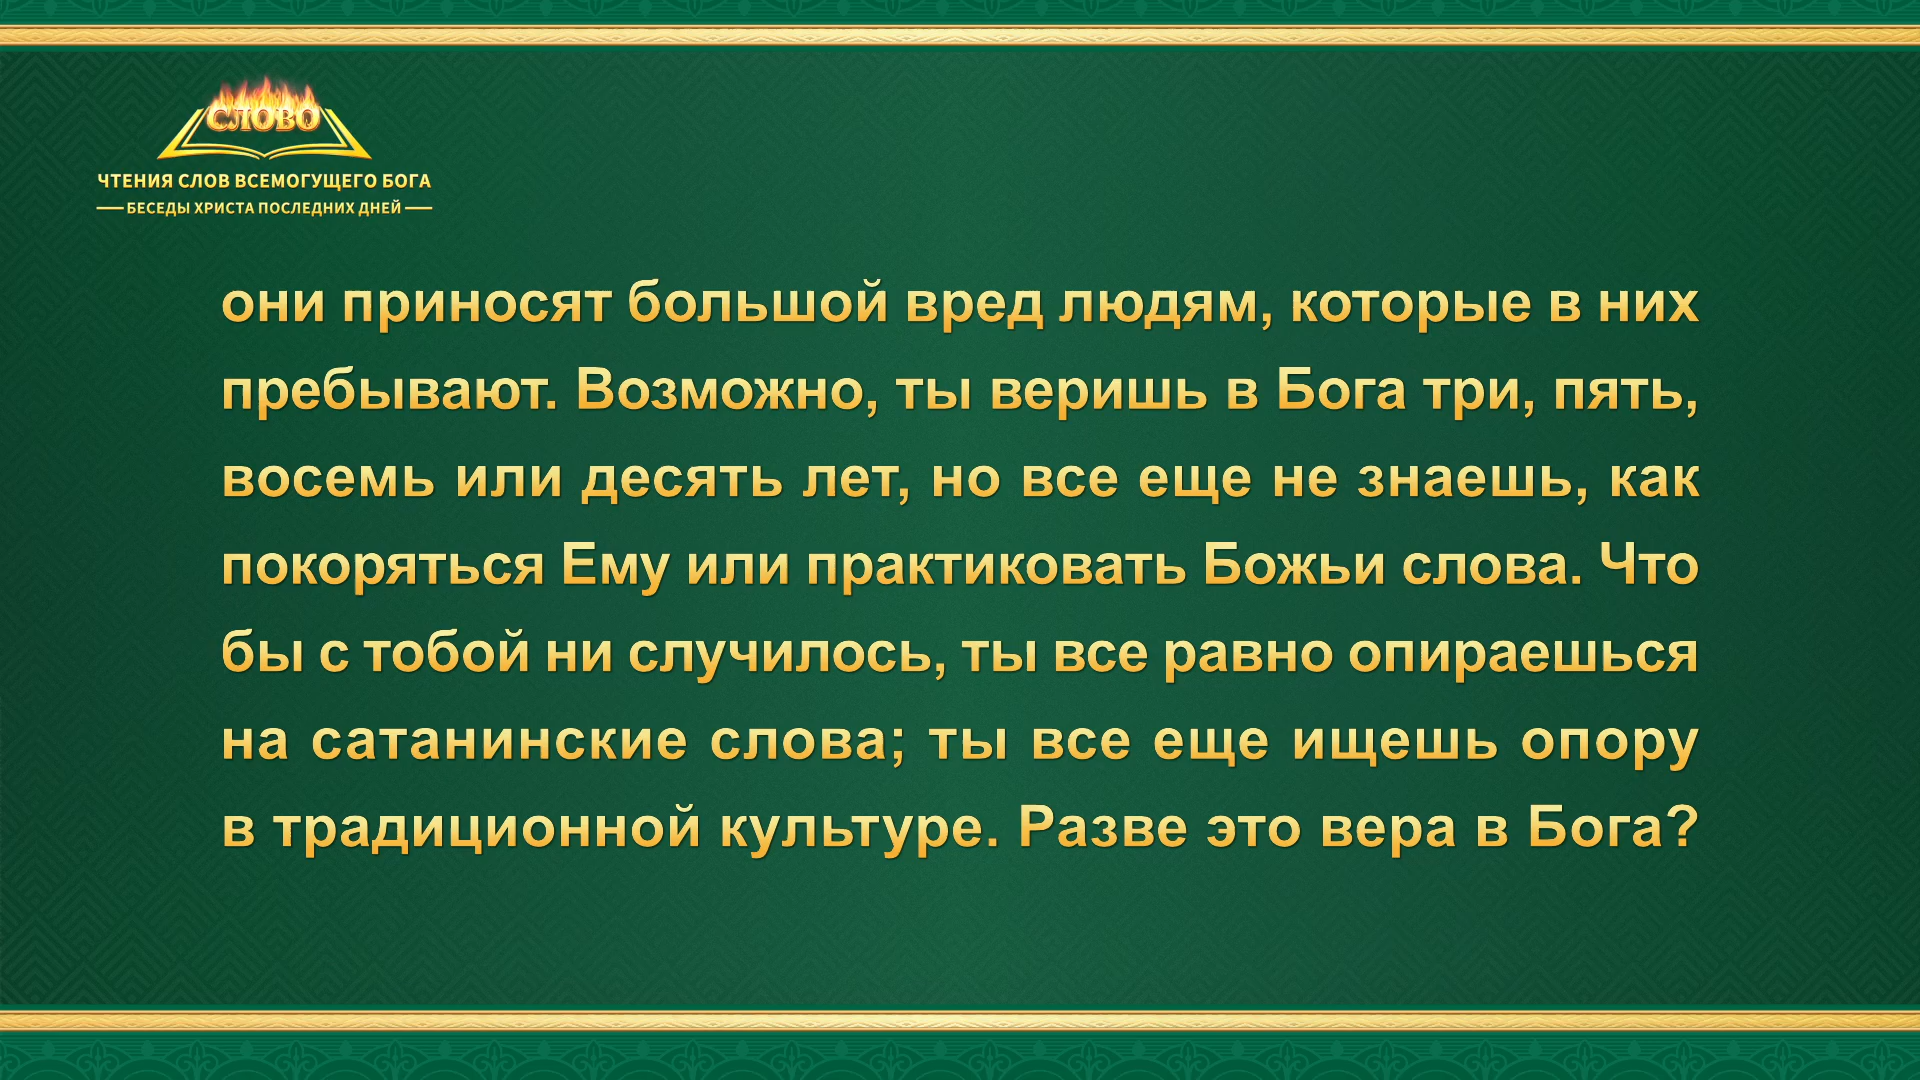 СЛОВО
ЧТЕНИЯ СЛОВ ВСЕМОГУЩЕГО БОГА
БЕСЕДЫ ХРИСТА ПОСЛЕДНИХ ДНЕЙ
они приносят большой вред людям, которые в них
пребывают. Возможно, ты веришь в Бога три, пять,
восемь или десять лет, но все еще не знаешь, как
покоряться Ему или практиковать Божьи слова. Что
бы с тобой ни случилось, ты все равно опираешься
на сатанинские слова; ты все еще ищешь опору
в традиционной культуре. Разве это вера в Бога?